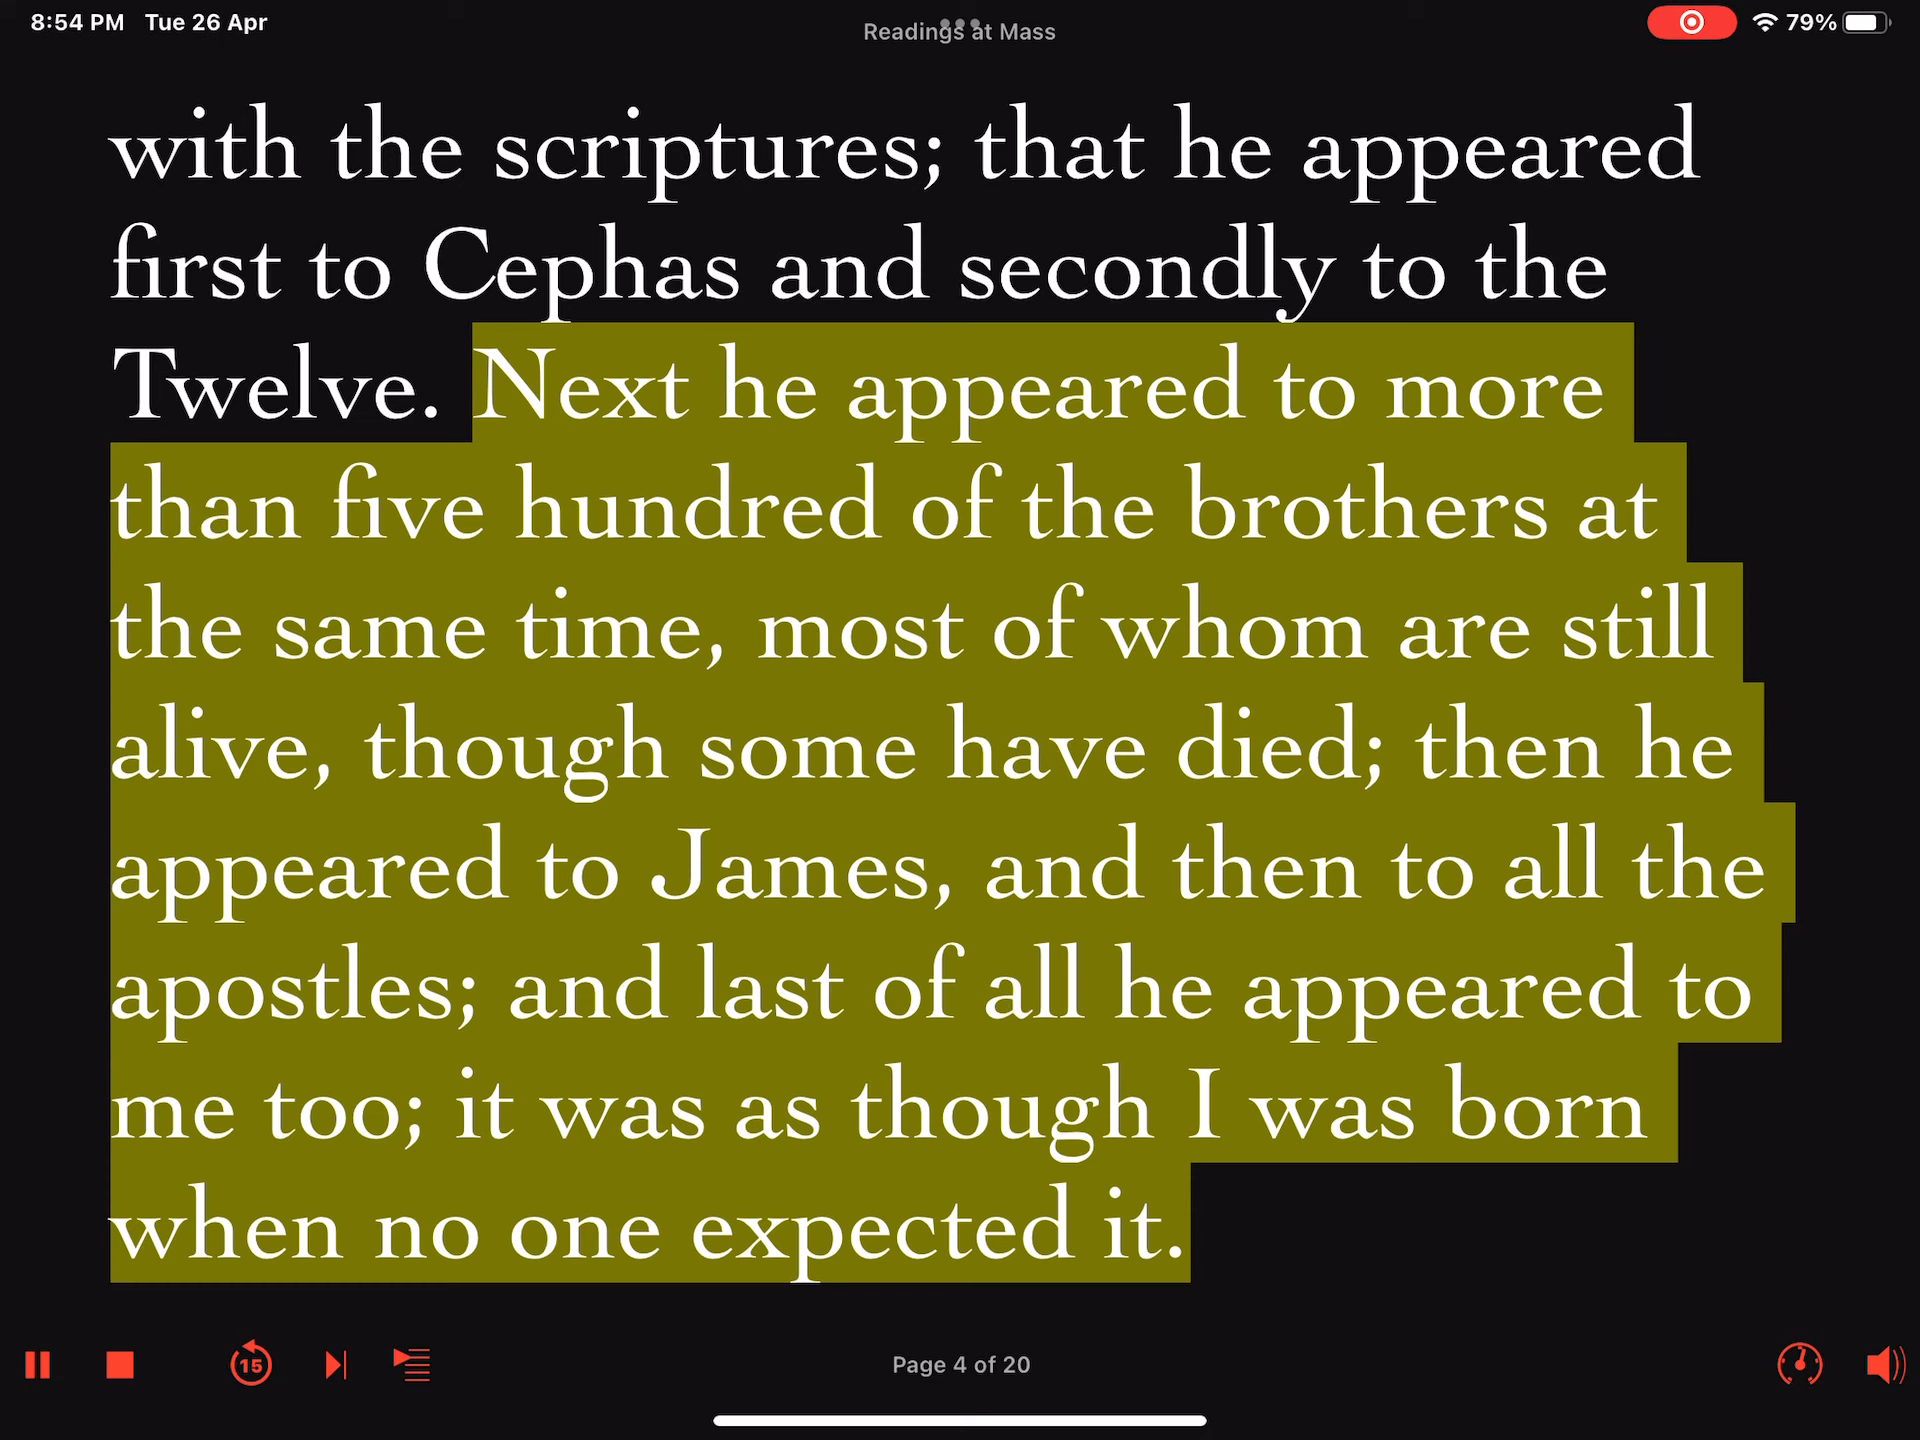 8:54 PM Tue 26 Apr
Readings at Mass
79%
with the scriptures; that he appeared
first to Cephas and secondly to the
Twelve. Next he appeared to more
than five hundred of the brothers at
the same time, most of whom are still
alive, though some have died; then he
appeared to James, and then to all the
apostles; and last of all he appeared to
me too; it was as though I was born
when no one expected it.
15
Page 4 of 20